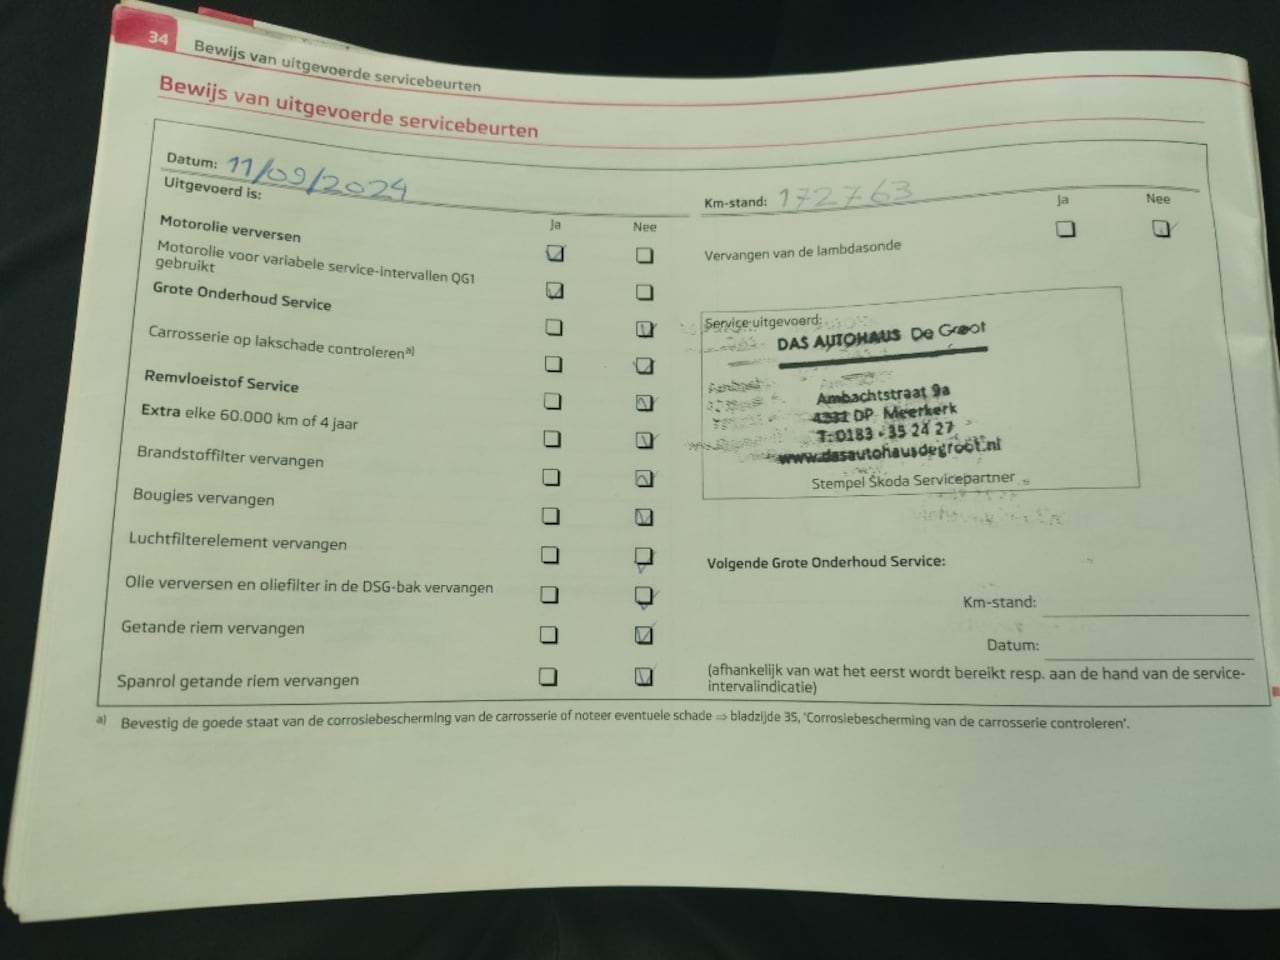 34
Bewijs van uitgevoerde servicebeurten
Bewijs van uitgevoerde servicebeurten
Datum: 11/09/2024
Km-stand: 172763
Uitgevoerd is:
Ja Nee
Ja Nee
Motorolie verversen
Vervangen van de lambdasonde
Motorolie voor variabele service-intervallen QG1
gebruikt
Grote Onderhoud Service
Carrosserie op lakschade controleren a)
Remvloeistof Service
Extra elke 60.000 km of 4 jaar
Brandstoffilter vervangen
Bougies vervangen
Luchtfilterelement vervangen
Olie verversen en oliefilter in de DSG-bak vervangen
Getande riem vervangen
Spanrol getande riem vervangen
Service uitgevoerd:
DAS AUTOHAUS De Groot
Ambachtstraat 9a
4231 DP Meerkerk
T: 0183 - 35 24 27
www.dasautohausdegroot.nl
Stempel Škoda Servicepartner
Volgende Grote Onderhoud Service:
Km-stand:
Datum:
(afhankelijk van wat het eerst wordt bereikt resp. aan de hand van de service-
intervalindicatie)
a) Bevestig de goede staat van de corrosiebescherming van de carrosserie of noteer eventuele schade ⇒ bladzijde 35, 'Corrosiebescherming van de carrosserie controleren'.